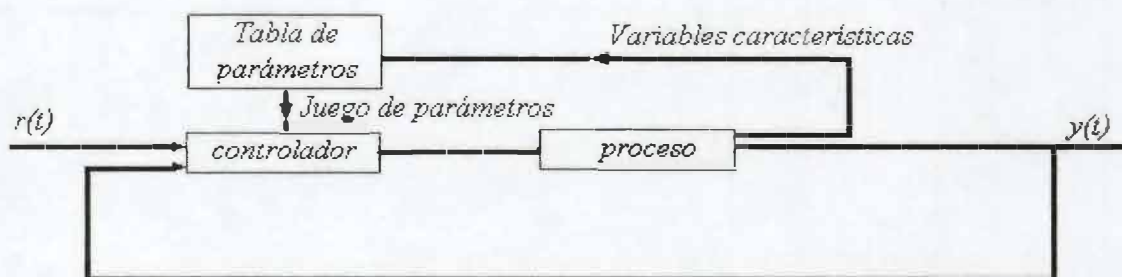 Tabla de
parámetros
Variables características
Juego de parámetros
r(t)
controlador
proceso
y(t)